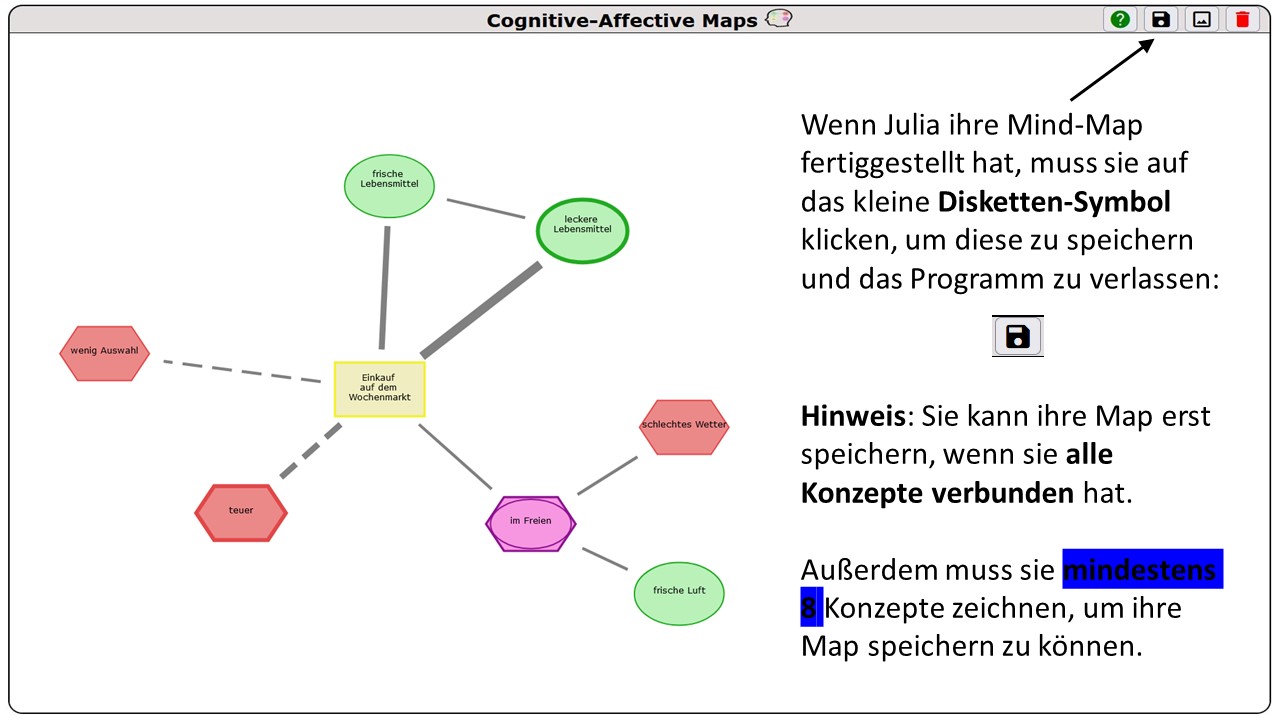 Cognitive-Affective Maps
Wenn Julia ihre Mind-Map
fertiggestellt hat, muss sie auf
das kleine Disketten-Symbol
klicken, um diese zu speichern
und das Programm zu verlassen:
Hinweis: Sie kann ihre Map erst
speichern, wenn sie alle
Konzepte verbunden hat.
Außerdem muss sie mindestens
8 Konzepte zeichnen, um ihre
Map speichern zu können.
frische
Lebensmittel
leckere
Lebensmittel
wenig Auswahl
Einkauf
auf dem
Wochenmarkt
schlechtes Wetter
teuer
im Freien
frische Luft